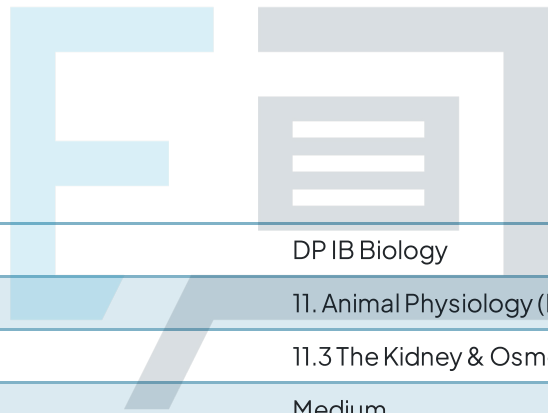 DP IB Biology
11. Animal Physiology (
11.3 The Kidney & Osm
Medium